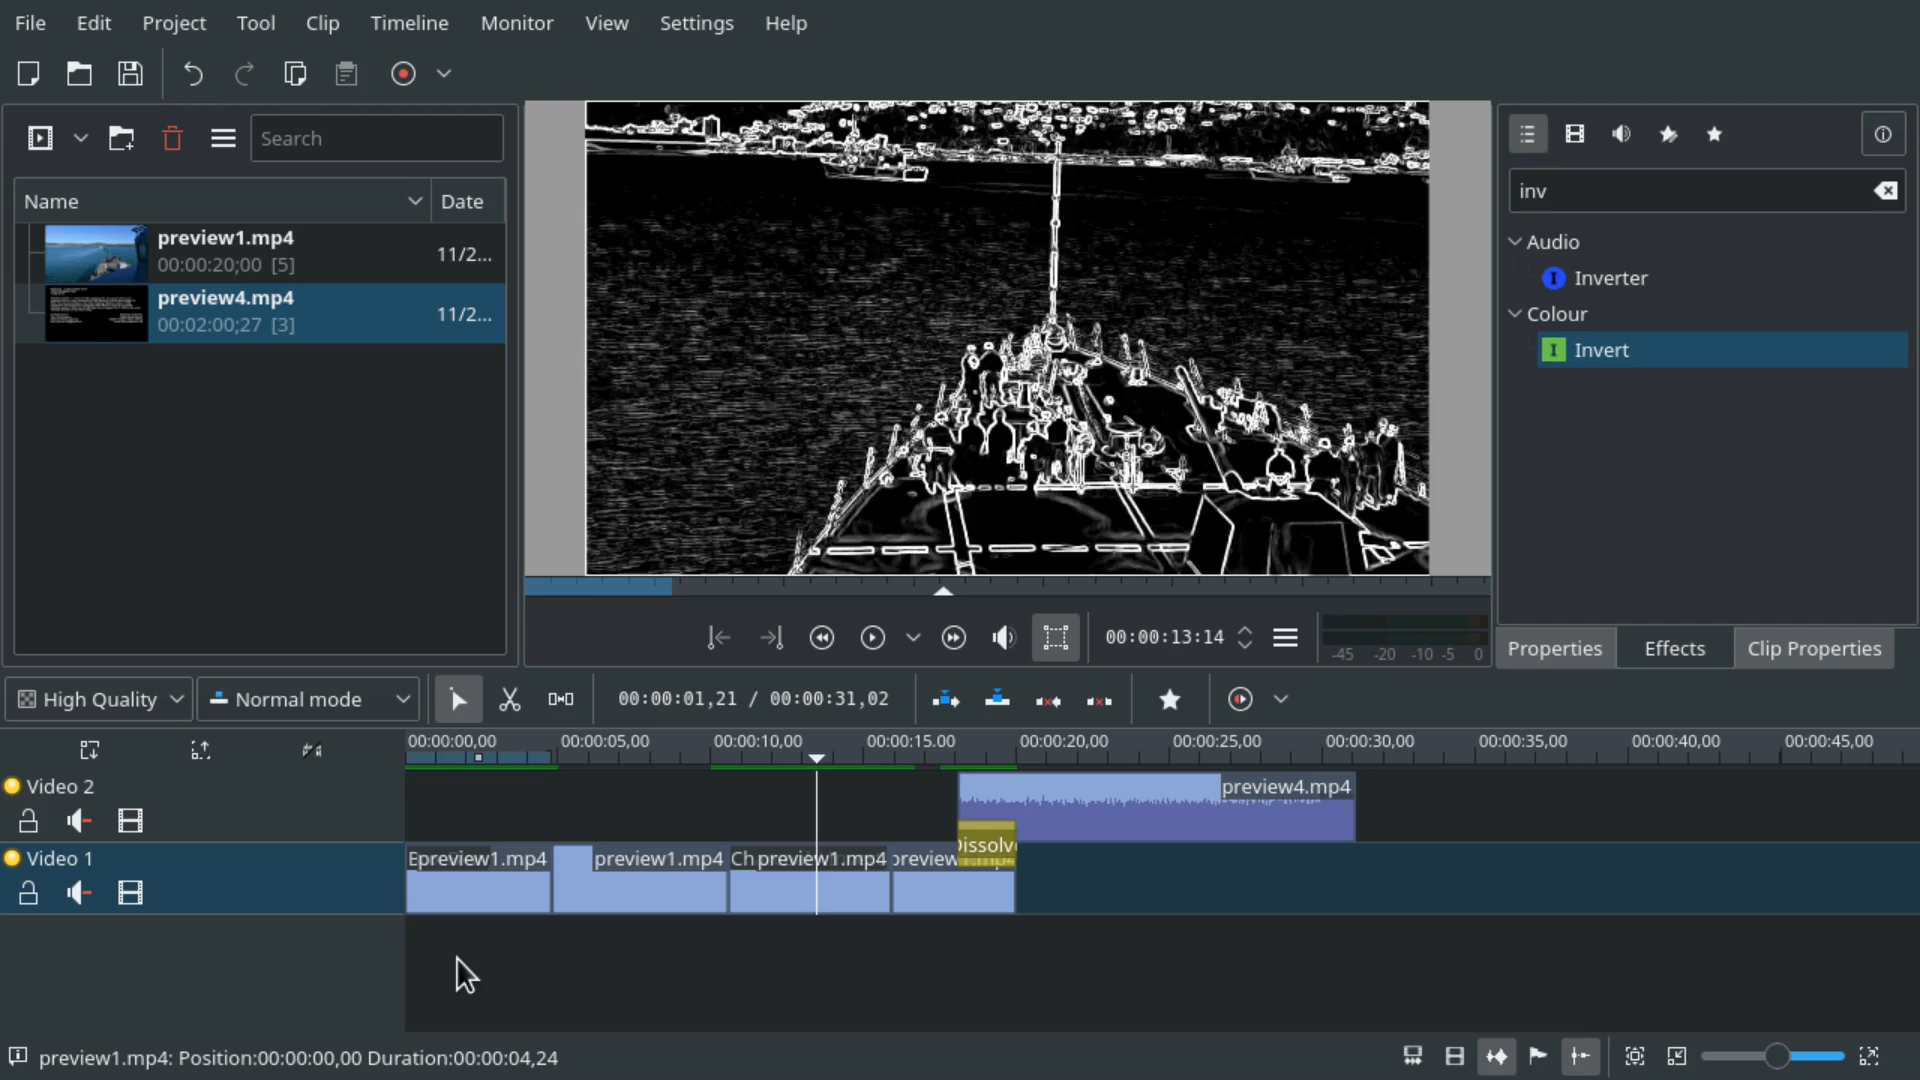 File Edit Project Tool Clip Timeline Monitor View Settings Help
Search
Name Date
preview1.mp4
00:00:20;00 [5] 11/2...
preview4.mp4
00:02:00;27 [3] 11/2...
inv
Audio
Inverter
Colour
Invert
00:00:13:14
-45 -20 -10 -5 0
Properties Effects Clip Properties
High Quality Normal mode 00:00:01,21 / 00:00:31,02
00:00:00,00 00:00:05,00 00:00:10,00 00:00:15.00 00:00:20,00 00:00:25,00 00:00:30,00 00:00:35,00 00:00:40,00 00:00:45,00
Video 2 preview4.mp4
Dissolve
Video 1 preview1.mp4 preview1.mp4 Ch preview1.mp4
preview1.mp4: Position:00:00:00,00 Duration:00:00:04,24